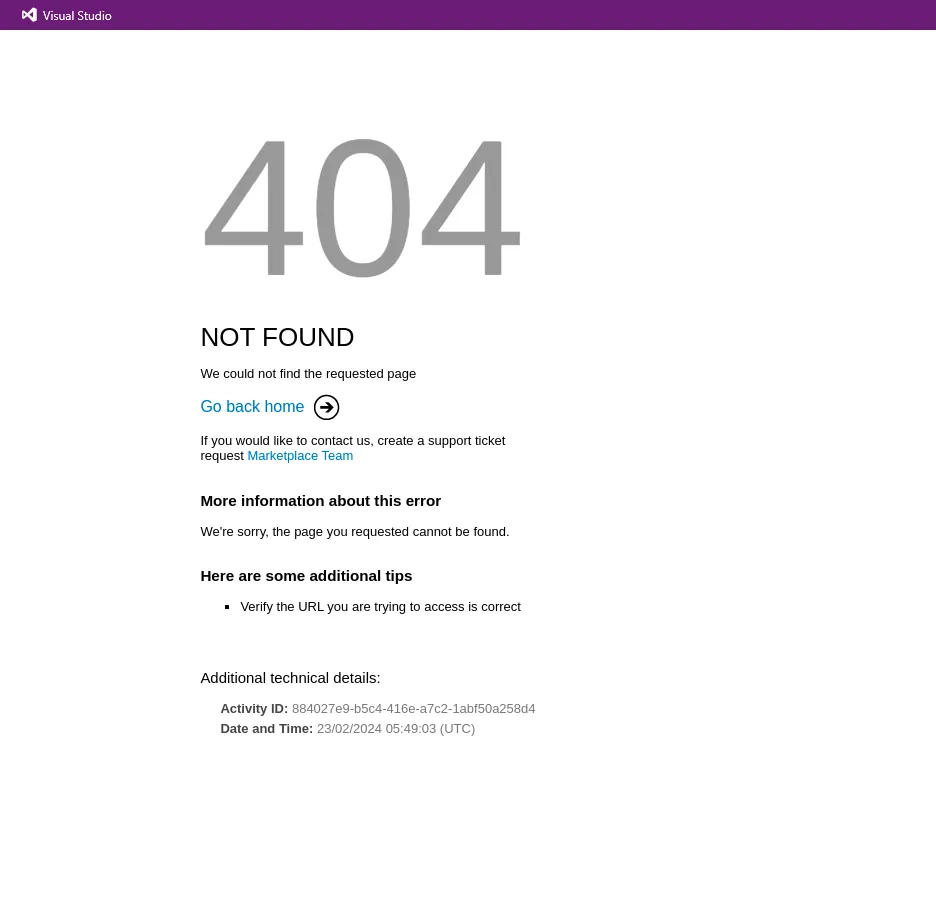 Visual Studio
404
NOT FOUND
We could not find the requested page
Go back home
If you would like to contact us, create a support ticket
request Marketplace Team
More information about this error
We're sorry, the page you requested cannot be found.
Here are some additional tips
Verify the URL you are trying to access is correct
Additional technical details:
Activity ID: 884027e9-b5c4-416e-a7c2-1abf50a258d4
Date and Time: 23/02/2024 05:49:03 (UTC)